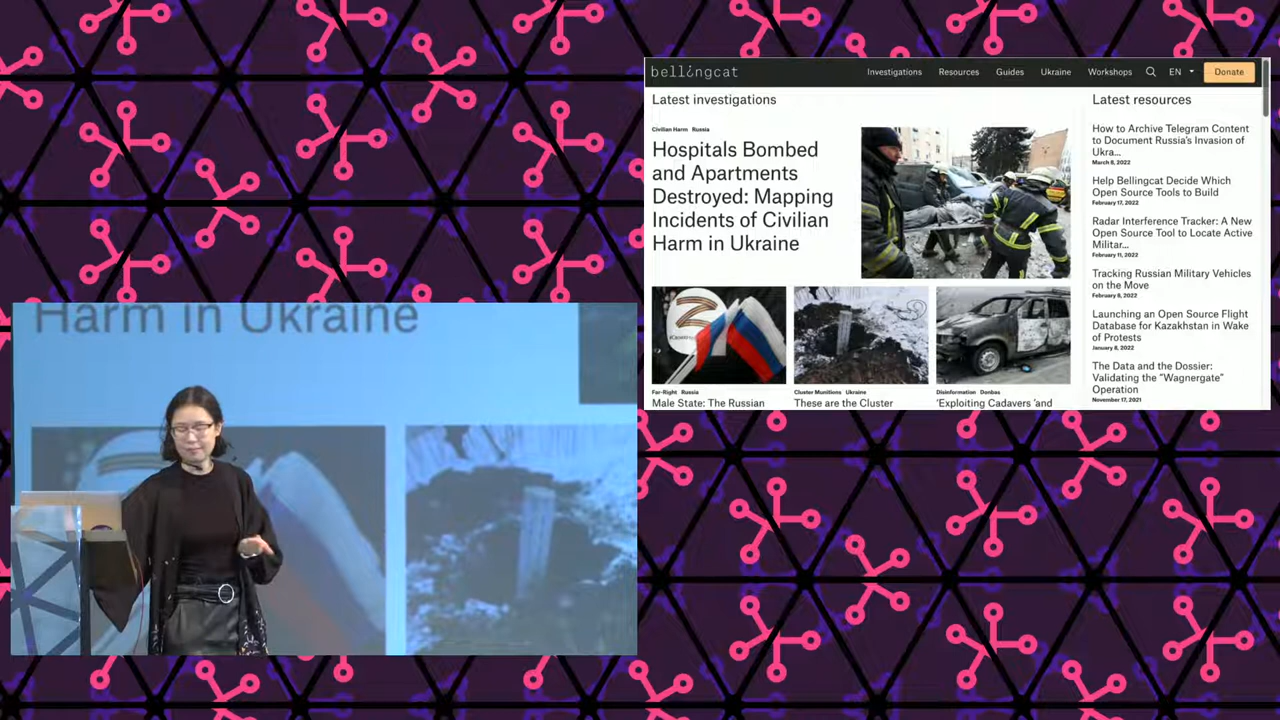 bellingcat
Investigations
Resources
Guides
Ukraine
Workshops
EN
Donate
Latest investigations
Civilian Harm Russia
Hospitals Bombed
and Apartments
Destroyed: Mapping
Incidents of Civilian
Harm in Ukraine
Far-Right Russia
Male State: The Russian
Cluster Munitions Ukraine
These are the Cluster
Disinformation Donbas
'Exploiting Cadavers 'and
Latest resources
How to Archive Telegram Content
to Document Russia's Invasion of
Ukra...
March 8, 2022
Help Bellingcat Decide Which
Open Source Tools to Build
February 17, 2022
Radar Interference Tracker: A New
Open Source Tool to Locate Active
Militar...
February 11, 2022
Tracking Russian Military Vehicles
on the Move
February 8, 2022
Launching an Open Source Flight
Database for Kazakhstan in Wake
of Protests
January 8, 2022
The Data and the Dossier:
Validating the "Wagnergate"
Operation
November 17, 2021
Harm in Ukraine